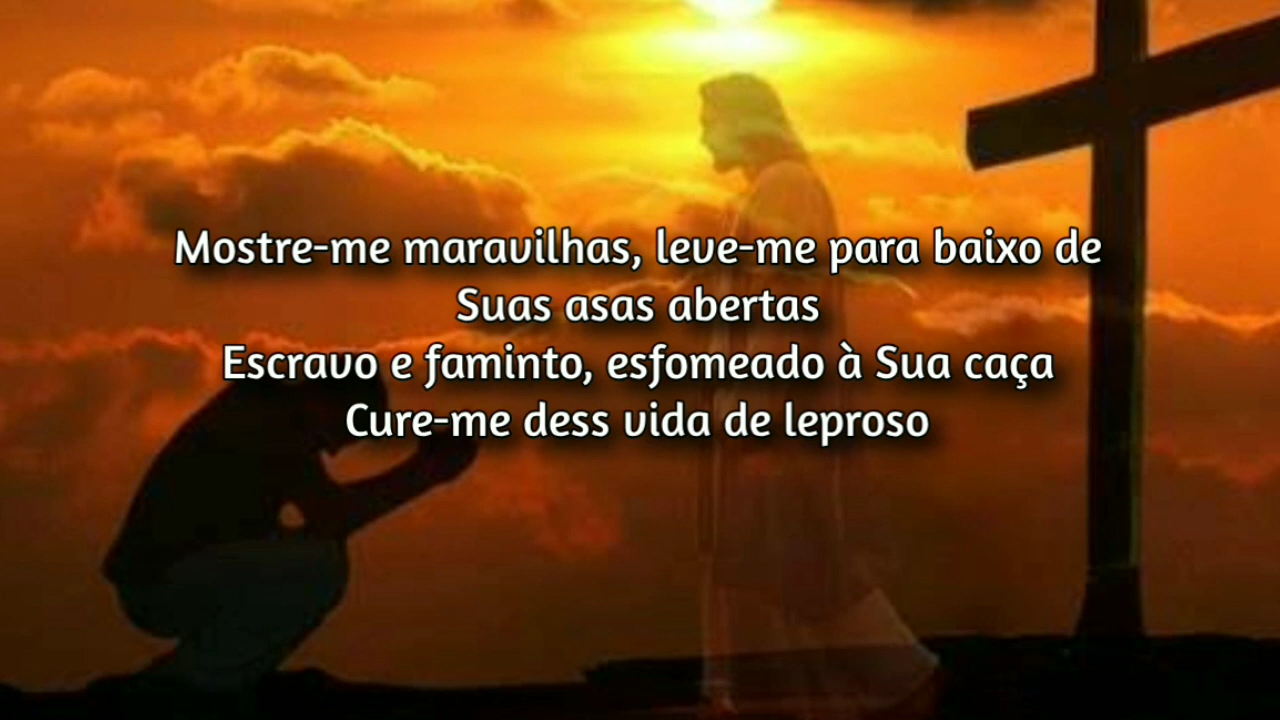 Mostre-me maravilhas, leve-me para baixo de
Suas asas abertas
Escravo e faminto, esfomeado à Sua caça
Cure-me dess vida de leproso